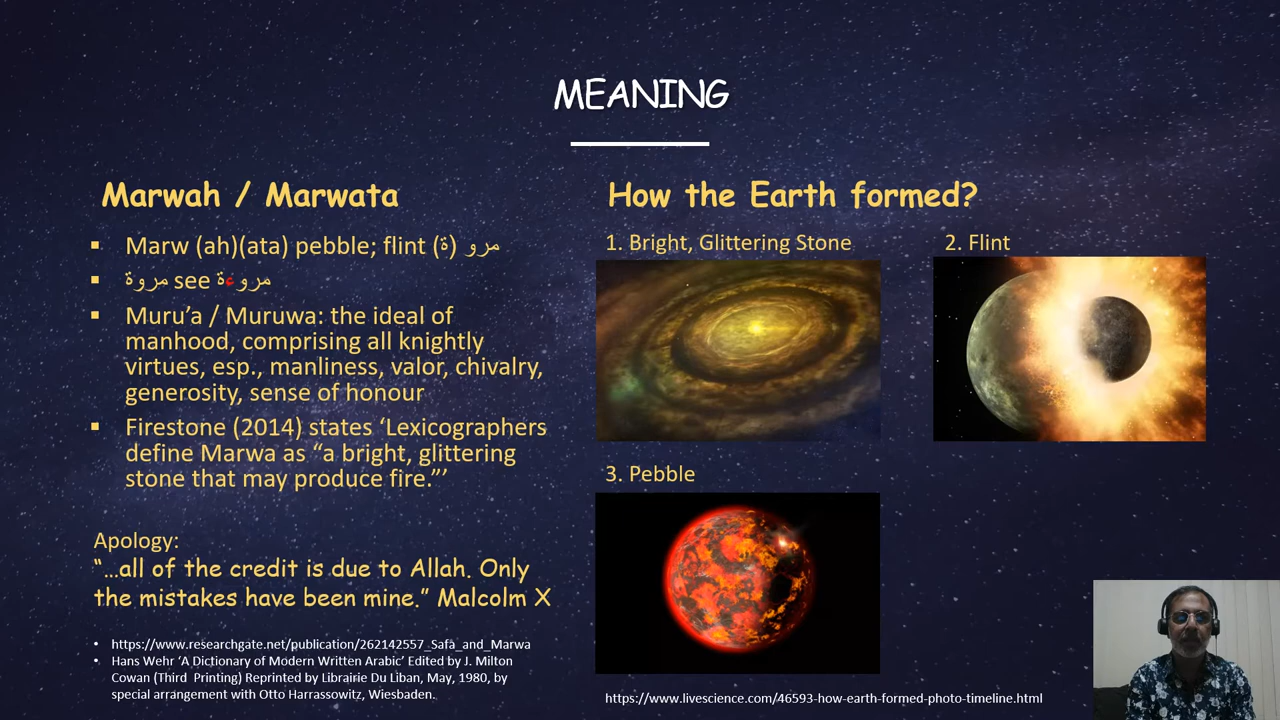 MEANING
Marwah / Marwata
▪ Marw (ah)(ata) pebble; flint مرو (ة)
▪ مروة see مروءة
▪ Muru’a / Muruwa: the ideal of
manhood, comprising all knightly
virtues, esp., manliness, valor, chivalry,
generosity, sense of honour
▪ Firestone (2014) states ‘Lexicographers
define Marwa as “a bright, glittering
stone that may produce fire.”’
Apology:
“…all of the credit is due to Allah. Only
the mistakes have been mine.” Malcolm X
• https://www.researchgate.net/publication/262142557_Safa_and_Marwa
• Hans Wehr ‘A Dictionary of Modern Written Arabic’ Edited by J. Milton
Cowan (Third Printing) Reprinted by Librairie Du Liban, May, 1980, by
special arrangement with Otto Harrassowitz, Wiesbaden.
How the Earth formed?
1. Bright, Glittering Stone
2. Flint
3. Pebble
https://www.livescience.com/46593-how-earth-formed-photo-timeline.html